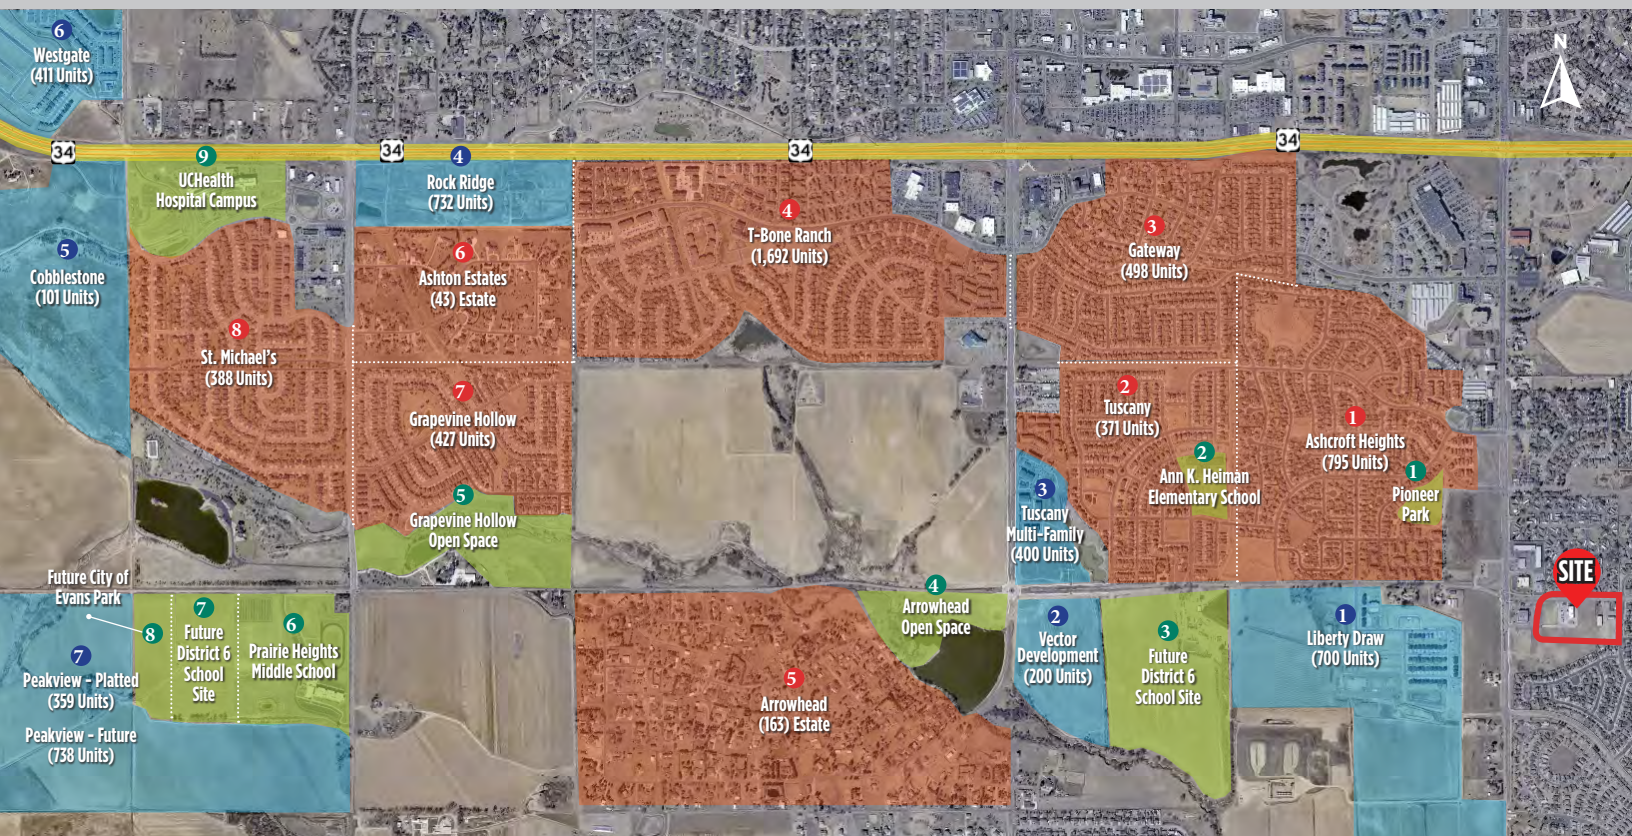 6
Westgate
(411 Units)
N
34
34
34
34
9
UCHealth
Hospital Campus
4
Rock Ridge
(732 Units)
4
T-Bone Ranch
(1,692 Units)
3
Gateway
(498 Units)
5
Cobblestone
(101 Units)
6
Ashton Estates
(43) Estate
8
St. Michael's
(388 Units)
7
Grapevine Hollow
(427 Units)
2
Tuscany
(371 Units)
1
Ashcroft Heights
(795 Units)
2
Ann K. Heiman
Elementary School
1
Pioneer
Park
5
Grapevine Hollow
Open Space
3
Tuscany
Multi-Family
(400 Units)
SITE
Future City of
Evans Park
8
7
Future
District 6
School
Site
6
Prairie Heights
Middle School
4
Arrowhead
Open Space
2
Vector
Development
(200 Units)
3
Future
District 6
School Site
1
Liberty Draw
(700 Units)
7
Peakview - Platted
(359 Units)
Peakview - Future
(738 Units)
5
Arrowhead
(163) Estate